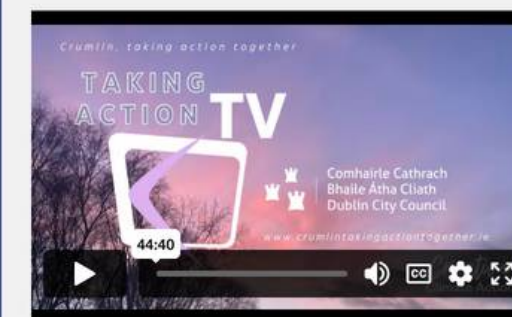 Crumlin, taking action together
TAKING
ACTION TV
Comhairle Cathrach
Bhaile Átha Cliath
Dublin City Council
www.crumlintakingactiontogether.ie
44:40
CC